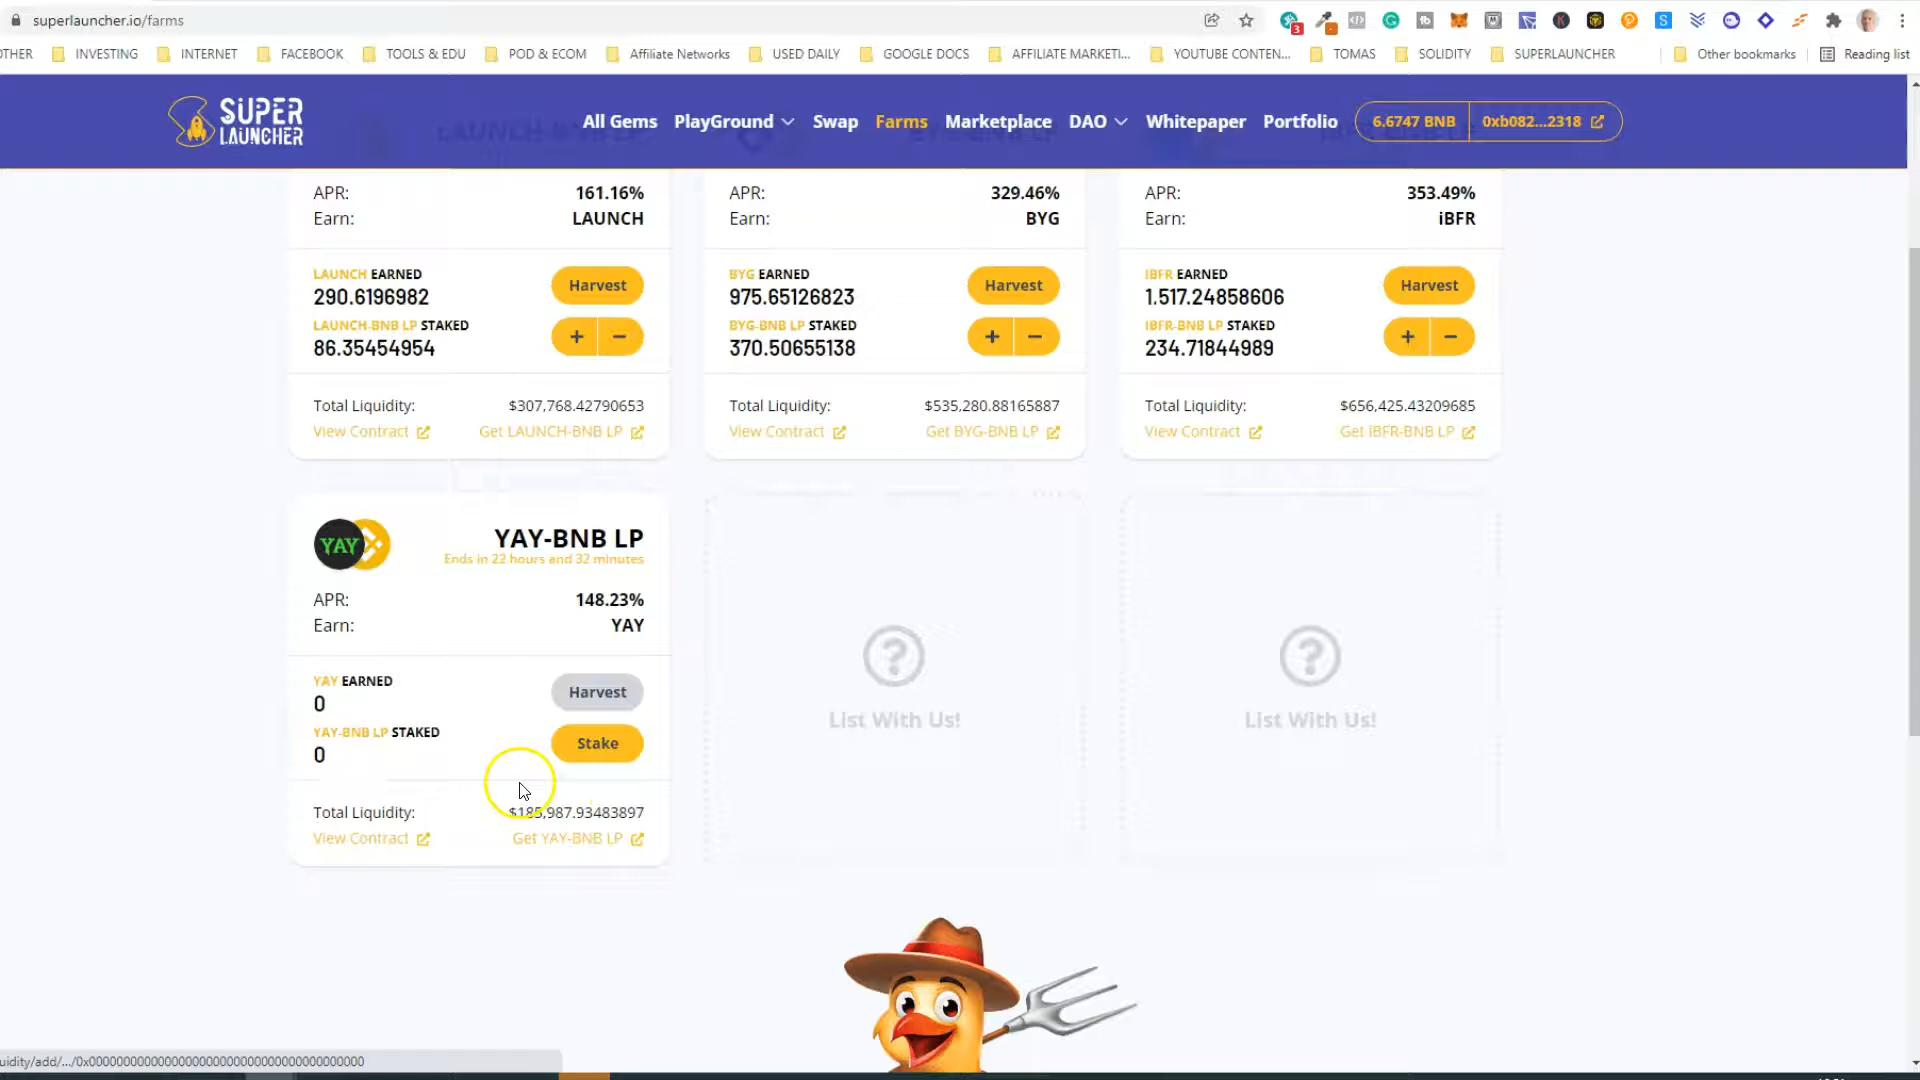 superlauncher.io/farms
3
OTHER INVESTING INTERNET FACEBOOK TOOLS & EDU POD & ECOM Affiliate Networks USED DAILY GOOGLE DOCS AFFILIATE MARKETI... YOUTUBE CONTEN... TOMAS SOLIDITY SUPERLAUNCHER Other bookmarks Reading list
SUPER
LAUNCHER
All Gems PlayGround Swap Farms Marketplace DAO Whitepaper Portfolio 6.6747 BNB 0xb082...2318
APR: 161.16%
Earn: LAUNCH
LAUNCH EARNED
290.6196982
Harvest
LAUNCH-BNB LP STAKED
86.35454954
+ −
Total Liquidity: $307,768.42790653
View Contract Get LAUNCH-BNB LP
APR: 329.46%
Earn: BYG
BYG EARNED
975.65126823
Harvest
BYG-BNB LP STAKED
370.50655138
+ −
Total Liquidity: $535,280.88165887
View Contract Get BYG-BNB LP
APR: 353.49%
Earn: iBFR
IBFR EARNED
1.517.24858606
Harvest
IBFR-BNB LP STAKED
234.71844989
+ −
Total Liquidity: $656,425.43209685
View Contract Get iBFR-BNB LP
YAY
YAY-BNB LP
Ends in 22 hours and 32 minutes
APR: 148.23%
Earn: YAY
YAY EARNED
0
Harvest
YAY-BNB LP STAKED
0
Stake
Total Liquidity: $185,987.93483897
View Contract Get YAY-BNB LP
?
List With Us!
?
List With Us!